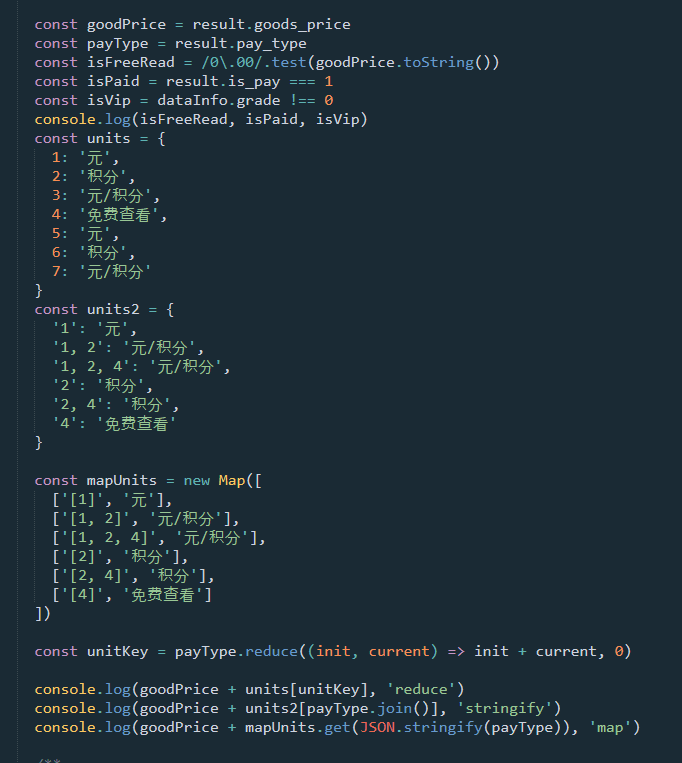 const goodPrice = result.goods_price
const payType = result.pay_type
const isFreeRead = /0\.00/.test(goodPrice.toString())
const isPaid = result.is_pay === 1
const isVip = dataInfo.grade !== 0
console.log(isFreeRead, isPaid, isVip)
const units = {
  1: '元',
  2: '积分',
  3: '元/积分',
  4: '免费查看',
  5: '元',
  6: '积分',
  7: '元/积分'
}
const units2 = {
  '1': '元',
  '1, 2': '元/积分',
  '1, 2, 4': '元/积分',
  '2': '积分',
  '2, 4': '积分',
  '4': '免费查看'
}
const mapUnits = new Map([
  ['[1]', '元'],
  ['[1, 2]', '元/积分'],
  ['[1, 2, 4]', '元/积分'],
  ['[2]', '积分'],
  ['[2, 4]', '积分'],
  ['[4]', '免费查看']
])
const unitKey = payType.reduce((init, current) => init + current, 0)
console.log(goodPrice + units[unitKey], 'reduce')
console.log(goodPrice + units2[payType.join()], 'stringify')
console.log(goodPrice + mapUnits.get(JSON.stringify(payType)), 'map')
/**